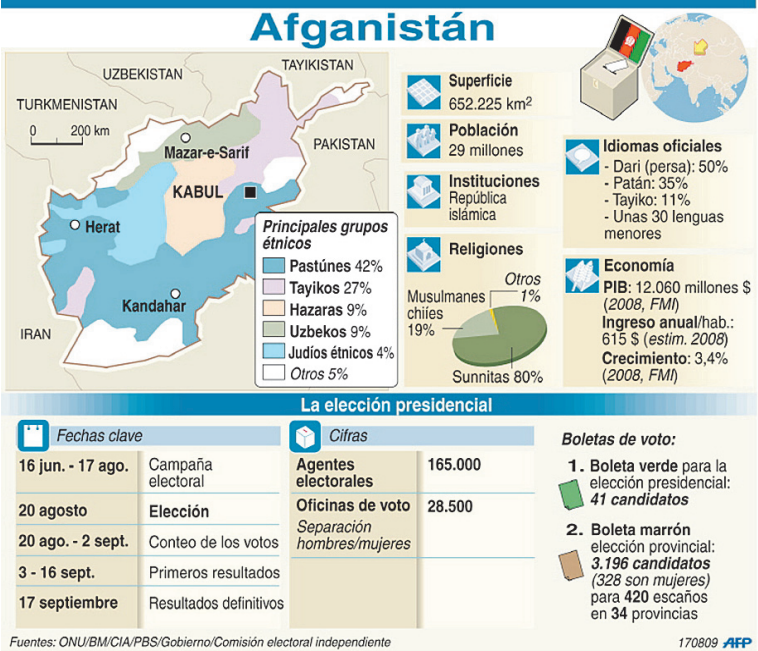 Afganistán
UZBEKISTAN
TAYIKISTAN
TURKMENISTAN
0 200 km
PAKISTAN
Mazar-e-Sarif
KABUL
Herat
Kandahar
IRAN
Principales grupos
étnicos
Pastúnes 42%
Tayikos 27%
Hazaras 9%
Uzbekos 9%
Judíos étnicos 4%
Otros 5%
Superficie
652.225 km²
Población
29 millones
Instituciones
República
islámica
Religiones
Otros
1%
Musulmanes
chiíes
19%
Sunnitas 80%
Idiomas oficiales
- Dari (persa): 50%
- Patán: 35%
- Tayiko: 11%
- Unas 30 lenguas
menores
Economía
PIB: 12.060 millones $
(2008, FMI)
Ingreso anual/hab.:
615 $ (estim. 2008)
Crecimiento: 3,4%
(2008, FMI)
La elección presidencial
Fechas clave
16 jun. - 17 ago. Campaña
electoral
20 agosto Elección
20 ago. - 2 sept. Conteo de los votos
3 - 16 sept. Primeros resultados
17 septiembre Resultados definitivos
Cifras
Agentes 165.000
electorales
Oficinas de voto 28.500
Separación
hombres/mujeres
Boletas de voto:
1. Boleta verde para la
elección presidencial:
41 candidatos
2. Boleta marrón
elección provincial:
3.196 candidatos
(328 son mujeres)
para 420 escaños
en 34 provincias
Fuentes: ONU/BM/CIA/PBS/Gobierno/Comisión electoral independiente
170809 AFP